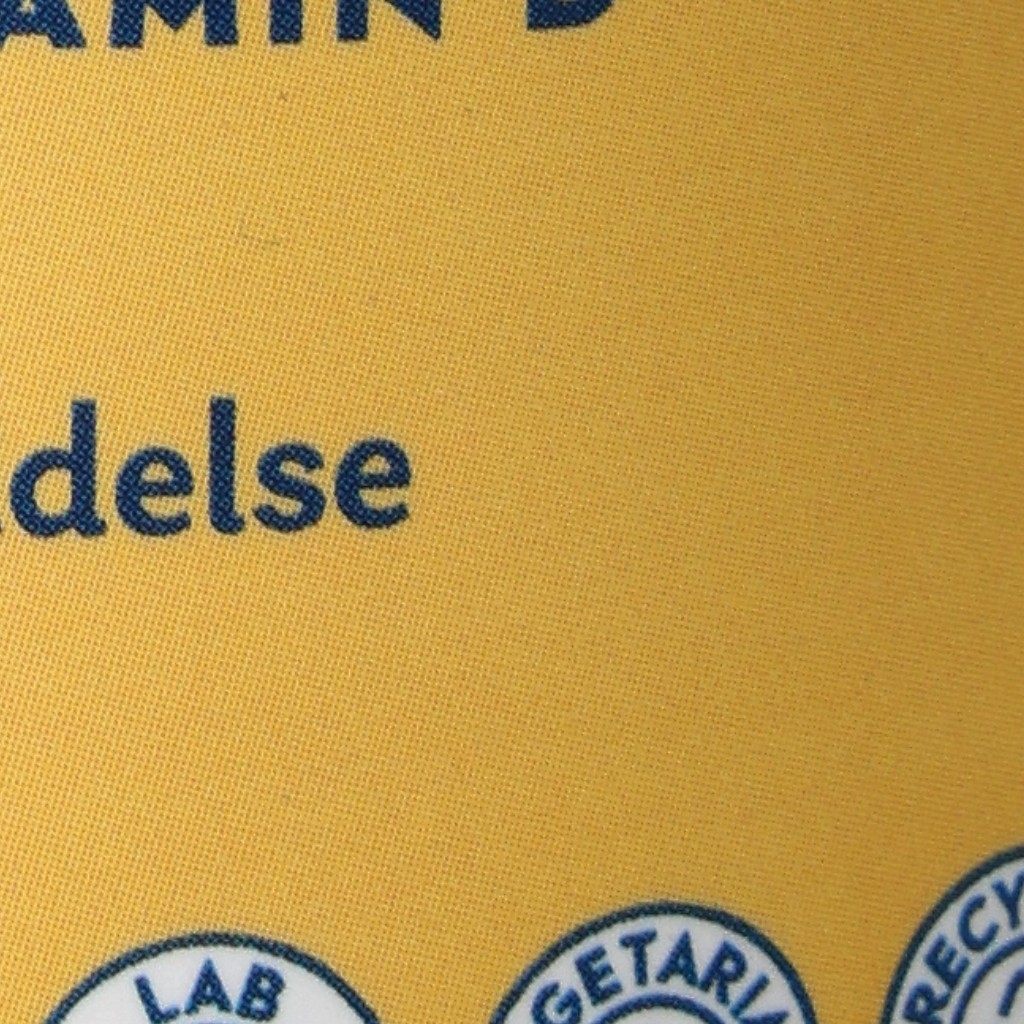 AMIN D
delse
LAB
GETARIA
RECY